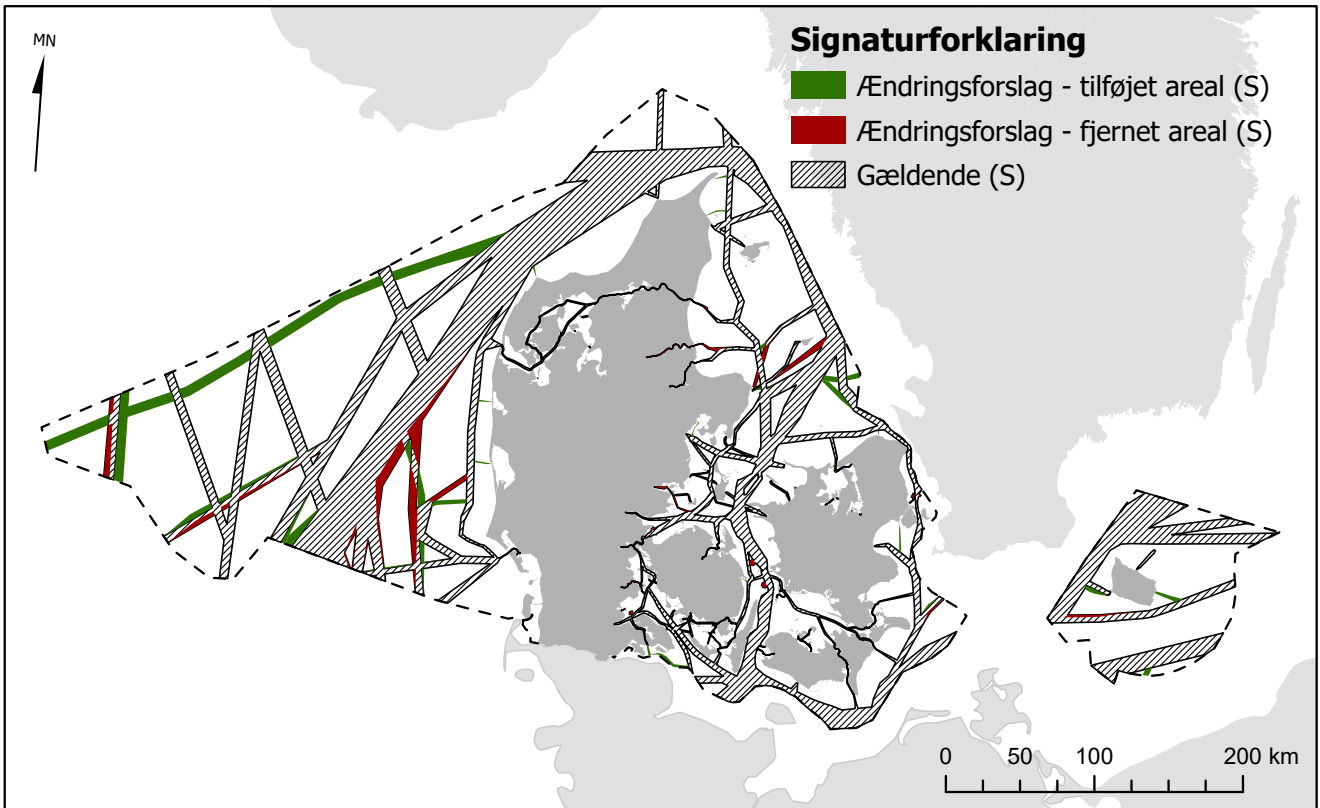 MN
Signaturforklaring
Ændringsforslag - tilføjet areal (S)
Ændringsforslag - fjernet areal (S)
Gældende (S)
0 50 100 200 km